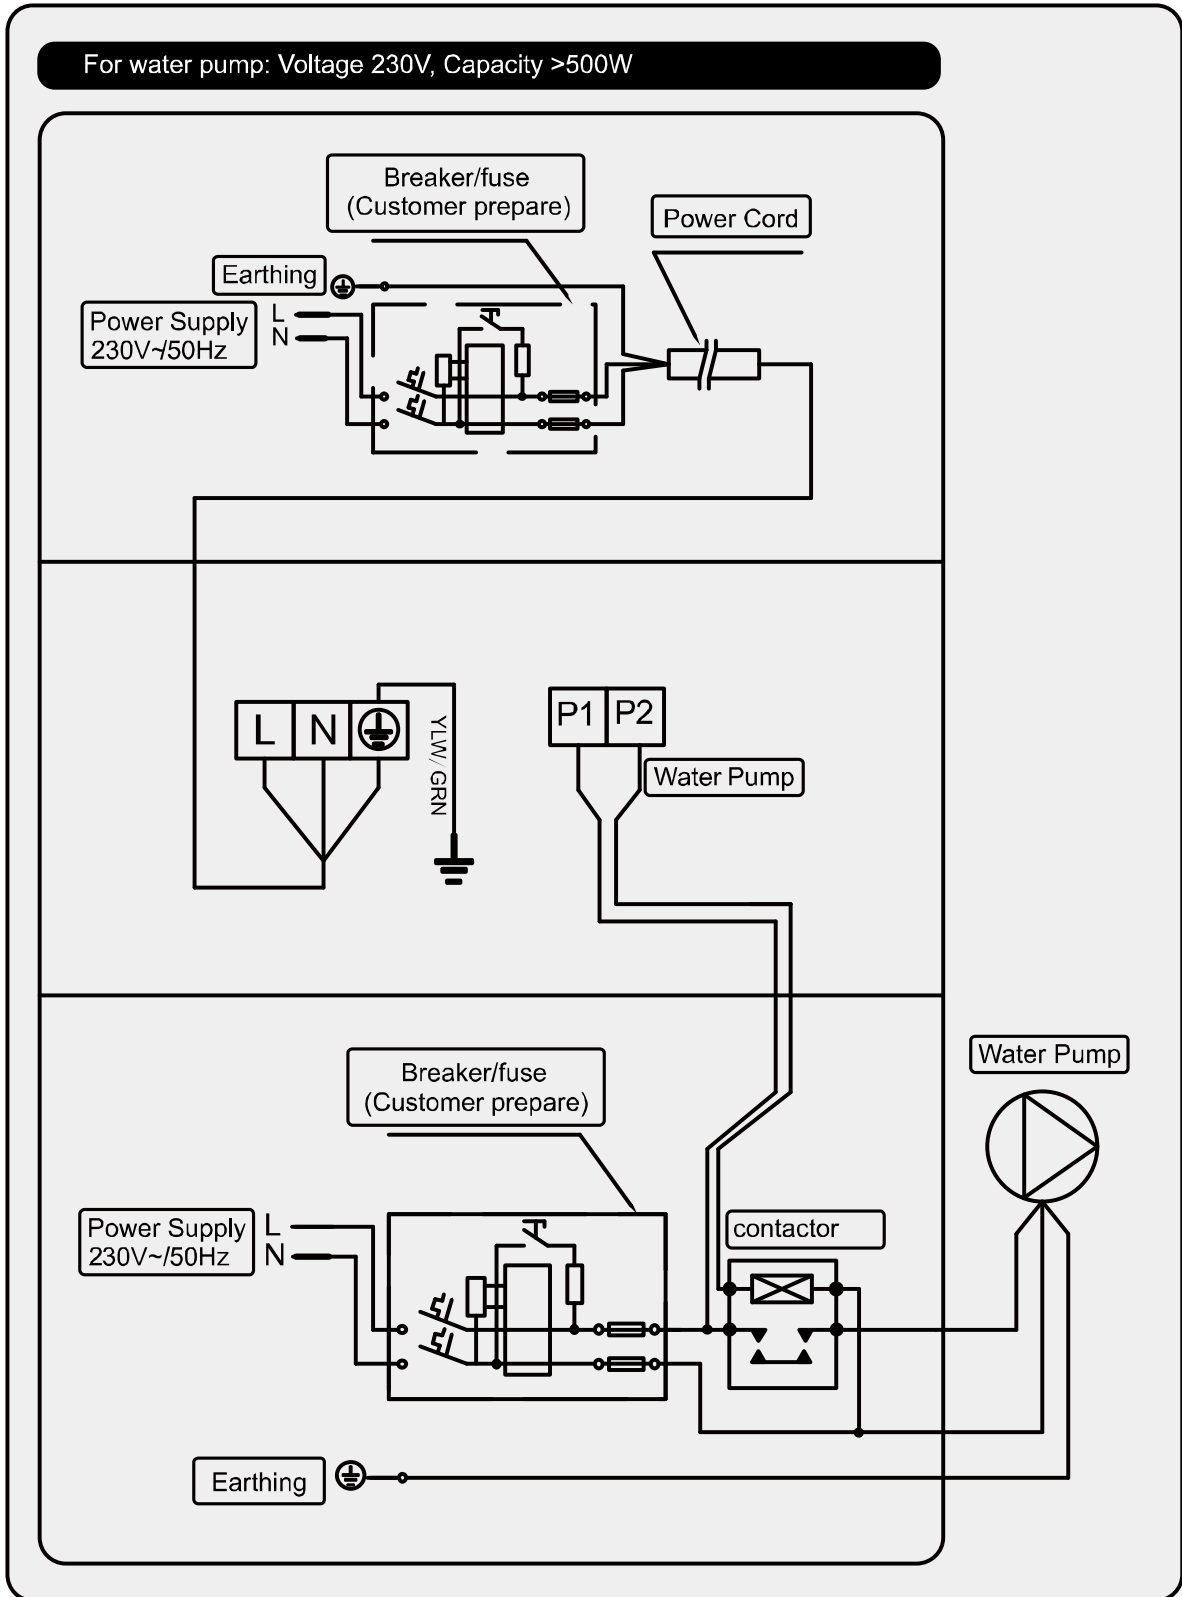 For water pump: Voltage 230V, Capacity >500W
Breaker/fuse
(Customer prepare)
Power Cord
Earthing
Power Supply
230V~/50Hz
L
N
L N
YLW/GRN
P1 P2
Water Pump
Water Pump
Breaker/fuse
(Customer prepare)
Power Supply
230V~/50Hz
L
N
contactor
Earthing